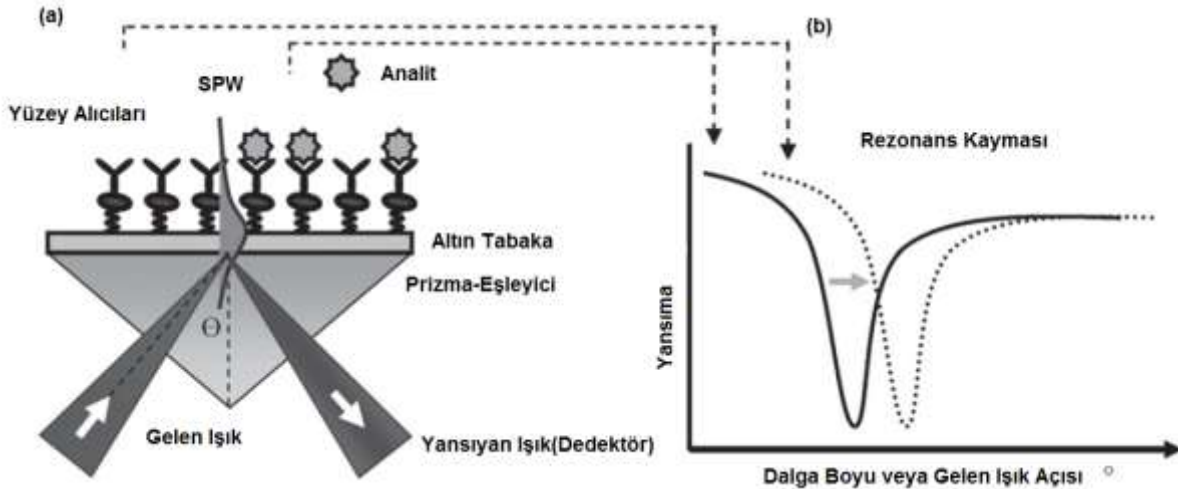 (a)
(b)
Analit
SPW
Yüzey Alıcıları
Rezonans Kayması
Altın Tabaka
Prizma-Eşleyici
Θ
Yansıma
Gelen Işık
Yansıyan Işık(Dedektör)
Dalga Boyu veya Gelen Işık Açısı °